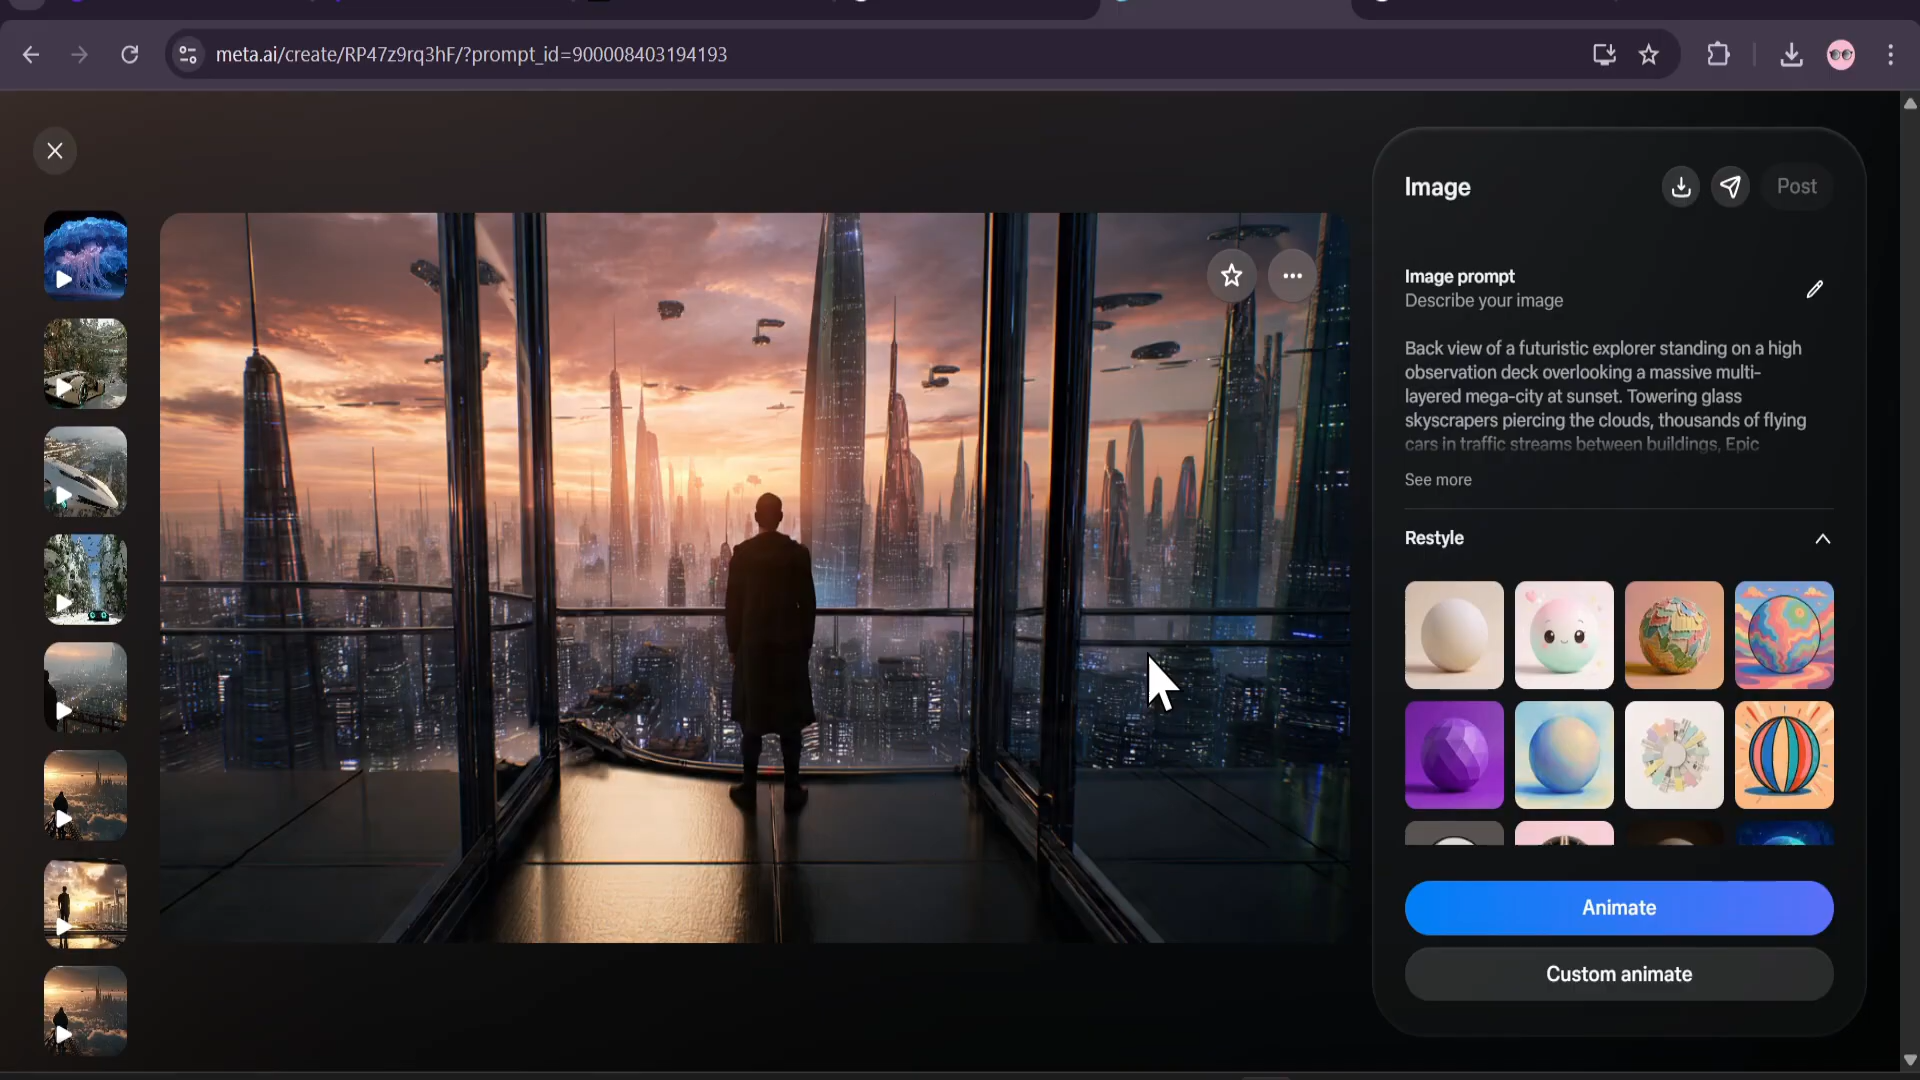 meta.ai/create/RP47z9rq3hF/?prompt_id=900008403194193
Image
Post
Image prompt
Describe your image
Back view of a futuristic explorer standing on a high
observation deck overlooking a massive multi-
layered mega-city at sunset. Towering glass
skyscrapers piercing the clouds, thousands of flying
cars in traffic streams between buildings, Epic
See more
Restyle
Animate
Custom animate